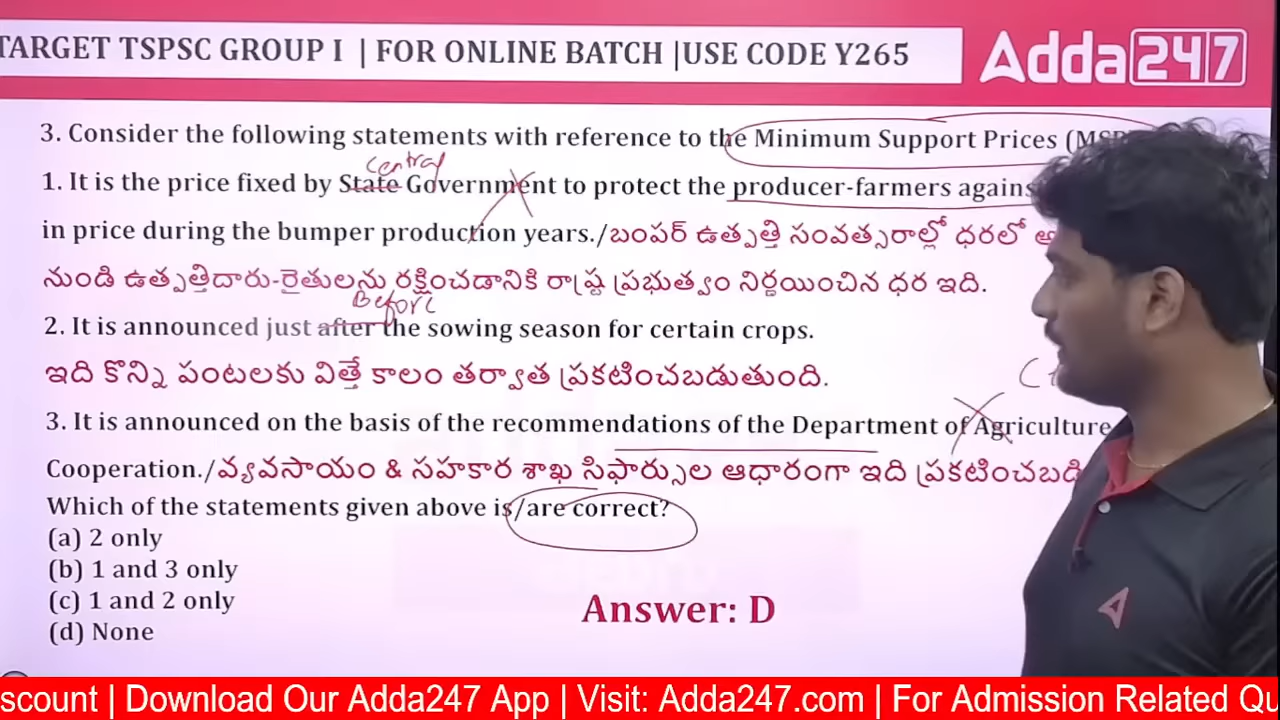 TARGET TSPSC GROUP I | FOR ONLINE BATCH |USE CODE Y265
Adda247
3. Consider the following statements with reference to the Minimum Support Prices
Central
1. It is the price fixed by State Government to protect the producer-farmers
in price during the bumper production years./బంపర్ ఉత్పత్తి సంవత్సరాల్లో ధరలో
నుండి ఉత్పత్తిదారు-రైతులను రక్షించడానికి రాష్ట్ర ప్రభుత్వం నిర్ణయించిన ధర ఇది.
Before
2. It is announced just after the sowing season for certain crops.
ఇది కొన్ని పంటలకు విత్తే కాలం తర్వాత ప్రకటించబడుతుంది.
3. It is announced on the basis of the recommendations of the Department of Agriculture
Cooperation./వ్యవసాయం & సహకార శాఖ సిఫార్సుల ఆధారంగా ఇది
Which of the statements given above is/are correct?
(a) 2 only
(b) 1 and 3 only
(c) 1 and 2 only
(d) None
Answer: D
scount | Download Our Adda247 App | Visit: Adda247.com | For Admission Related Qu